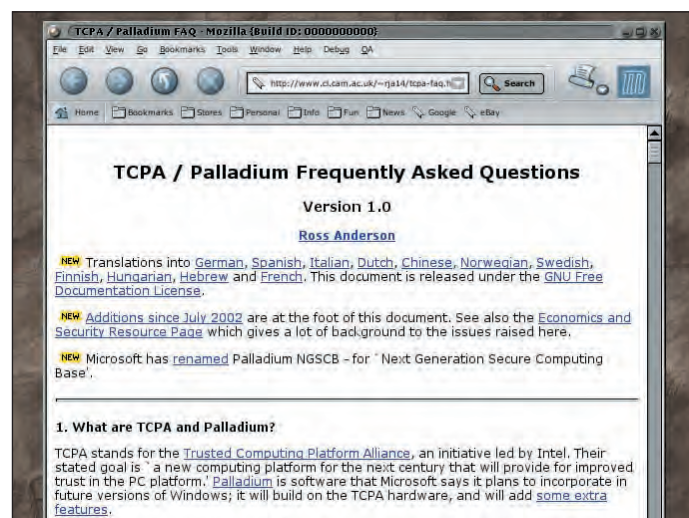 TCPA / Palladium FAQ - Mozilla {Build ID: 0000000000}
File Edit View Go Bookmarks Tools Window Help Debug QA
http://www.cl.cam.ac.uk/~rja14/tcpa-faq.h
Search
Home Bookmarks Stores Personal Info Fun News Google eBay
TCPA / Palladium Frequently Asked Questions
Version 1.0
Ross Anderson
NEW Translations into German, Spanish, Italian, Dutch, Chinese, Norwegian, Swedish,
Finnish, Hungarian, Hebrew and French. This document is released under the GNU Free
Documentation License.
NEW Additions since July 2002 are at the foot of this document. See also the Economics and
Security Resource Page which gives a lot of background to the issues raised here.
NEW Microsoft has renamed Palladium NGSCB – for `Next Generation Secure Computing
Base'.
1. What are TCPA and Palladium?
TCPA stands for the Trusted Computing Platform Alliance, an initiative led by Intel. Their
stated goal is `a new computing platform for the next century that will provide for improved
trust in the PC platform.' Palladium is software that Microsoft says it plans to incorporate in
future versions of Windows; it will build on the TCPA hardware, and will add some extra
features.